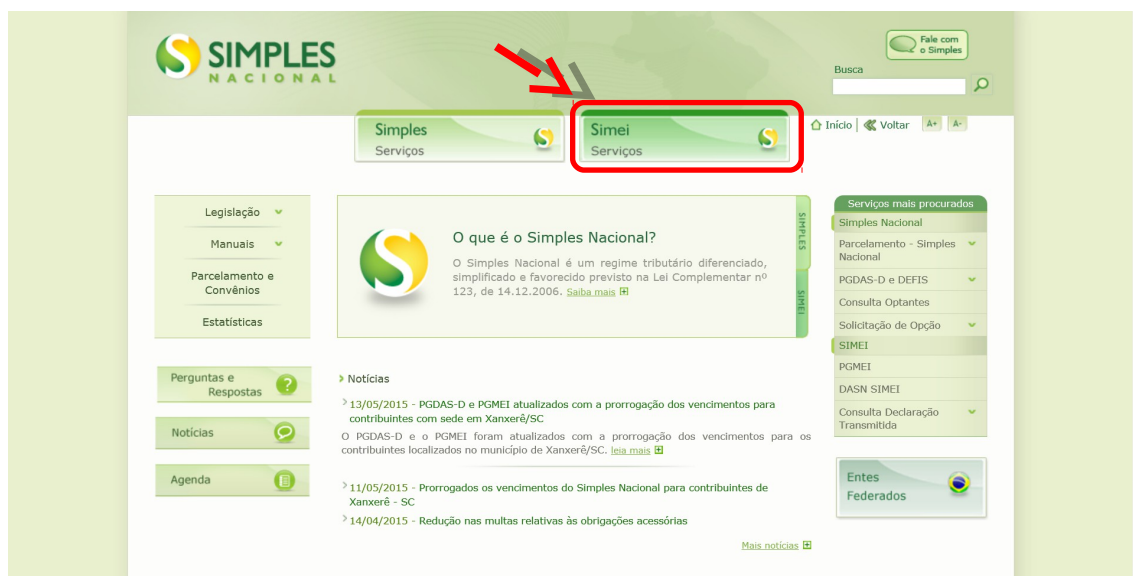 SIMPLES
NACIONAL
Fale com
o Simples
Busca
Simples
Serviços
Simei
Serviços
Início
Voltar
A+
A-
Legislação
Manuais
Parcelamento e
Convênios
Estatísticas
O que é o Simples Nacional?
O Simples Nacional é um regime tributário diferenciado,
simplificado e favorecido previsto na Lei Complementar nº
123, de 14.12.2006. Saiba mais
SIMPLES
SIMEI
Serviços mais procurados
Simples Nacional
Parcelamento - Simples
Nacional
PGDAS-D e DEFIS
Consulta Optantes
Solicitação de Opção
SIMEI
PGMEI
DASN SIMEI
Consulta Declaração
Transmitida
Perguntas e
Respostas
Notícias
Agenda
Notícias
13/05/2015 - PGDAS-D e PGMEI atualizados com a prorrogação dos vencimentos para
contribuintes com sede em Xanxerê/SC
O PGDAS-D e o PGMEI foram atualizados com a prorrogação dos vencimentos para os
contribuintes localizados no município de Xanxerê/SC. leia mais
11/05/2015 - Prorrogados os vencimentos do Simples Nacional para contribuintes de
Xanxerê - SC
14/04/2015 - Redução nas multas relativas às obrigações acessórias
Mais notícias
Entes
Federados